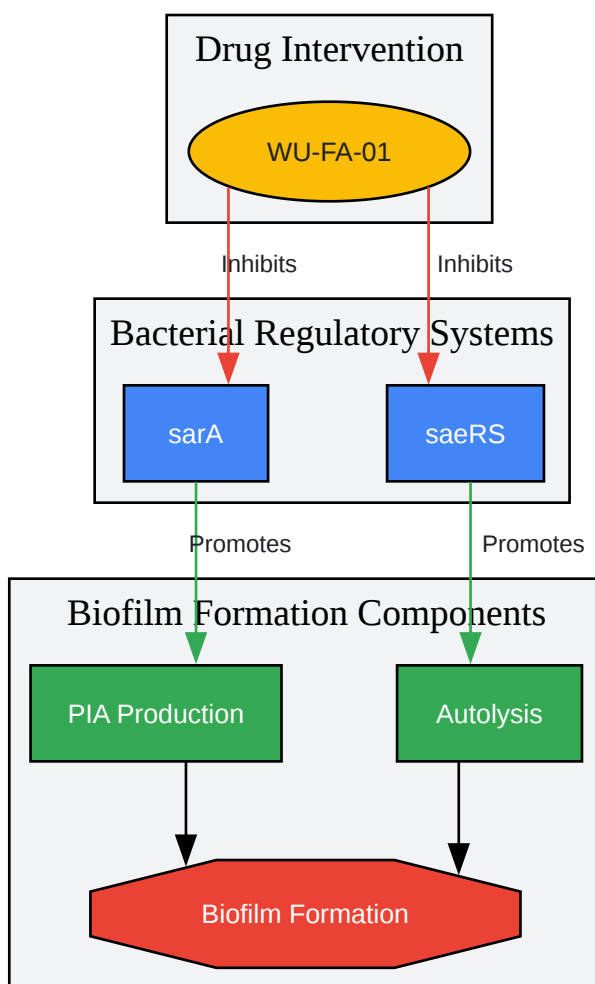 Drug Intervention
WU-FA-01
Inhibits
Inhibits
Bacterial Regulatory Systems
sarA
saeRS
Promotes
Promotes
Biofilm Formation Components
PIA Production
Autolysis
Biofilm Formation